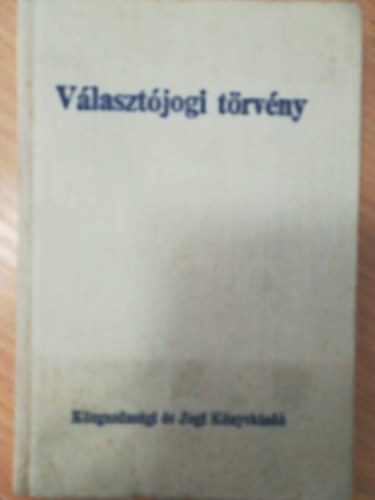 Választójogi törvény
Közgazdasági és Jogi Könyvkiadó